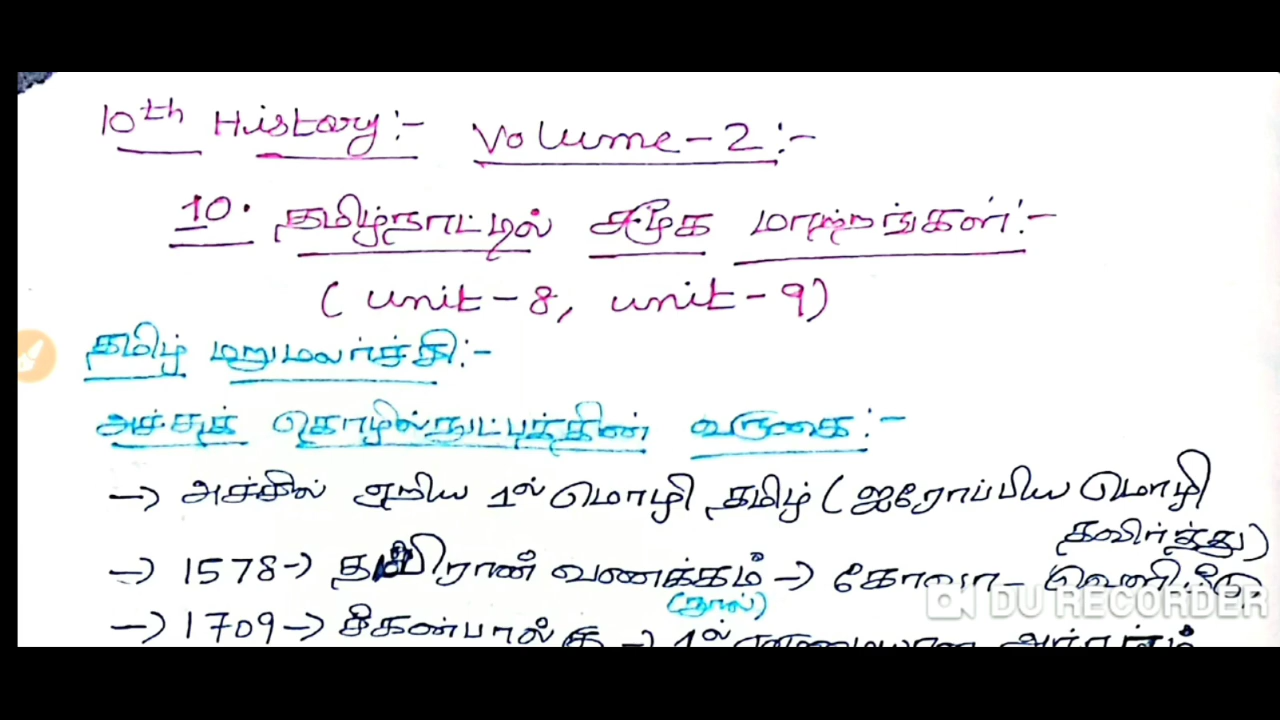 10th History:- Volume-2:-
10. தமிழ்நாட்டில் சமூக மாற்றங்கள்:-
(unit-8, unit-9)
தமிழ் மறுமலர்ச்சி:-
அச்சுத் தொழில்நுட்பத்தின் வருகை:-
→ அச்சில் ஏறிய 1ல் மொழி தமிழ் (ஐரோப்பிய மொழி
தவிர்த்து)
→ 1578→ தம்பிரான் வணக்கம் → கோவா - வெளியீடு
(நூல்)
DU RECORDER
→ 1709→ சீகன்பால்கு → 1ல்